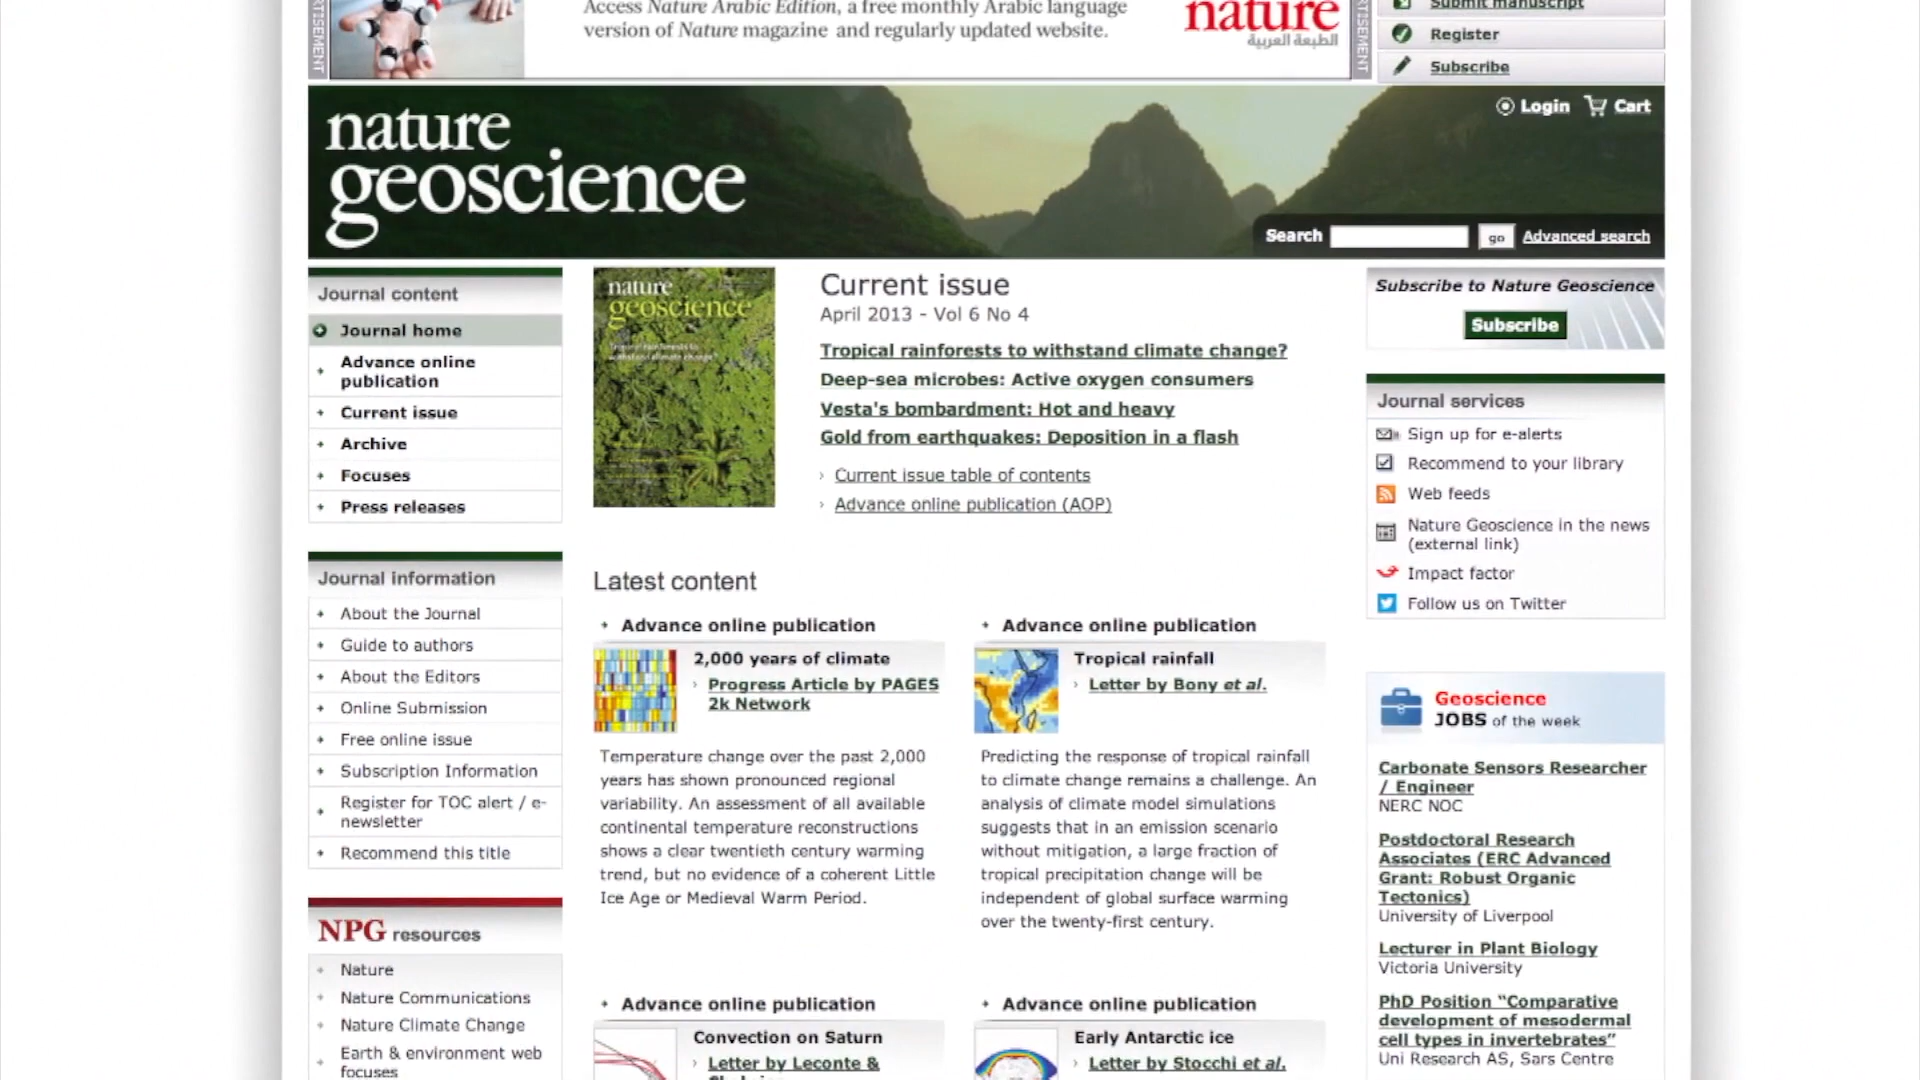 Access Nature Arabic Edition, a free monthly Arabic language
version of Nature magazine and regularly updated website.
nature
الطبعة العربية
Submit manuscript
Register
Subscribe
nature
geoscience
Login
Cart
Search
go
Advanced search
Journal content
Journal home
Advance online
publication
Current issue
Archive
Focuses
Press releases
Journal information
About the Journal
Guide to authors
About the Editors
Online Submission
Free online issue
Subscription Information
Register for TOC alert / e-
newsletter
Recommend this title
NPG resources
Nature
Nature Communications
Nature Climate Change
Earth & environment web
focuses
nature
geoscience
Current issue
April 2013 - Vol 6 No 4
Tropical rainforests to withstand climate change?
Deep-sea microbes: Active oxygen consumers
Vesta's bombardment: Hot and heavy
Gold from earthquakes: Deposition in a flash
Current issue table of contents
Advance online publication (AOP)
Latest content
Advance online publication
2,000 years of climate
Progress Article by PAGES
2k Network
Temperature change over the past 2,000
years has shown pronounced regional
variability. An assessment of all available
continental temperature reconstructions
shows a clear twentieth century warming
trend, but no evidence of a coherent Little
Ice Age or Medieval Warm Period.
Advance online publication
Tropical rainfall
Letter by Bony et al.
Predicting the response of tropical rainfall
to climate change remains a challenge. An
analysis of climate model simulations
suggests that in an emission scenario
without mitigation, a large fraction of
tropical precipitation change will be
independent of global surface warming
over the twenty-first century.
Advance online publication
Convection on Saturn
Letter by Leconte &
Advance online publication
Early Antarctic ice
Letter by Stocchi et al.
Subscribe to Nature Geoscience
Subscribe
Journal services
Sign up for e-alerts
Recommend to your library
Web feeds
Nature Geoscience in the news
(external link)
Impact factor
Follow us on Twitter
Geoscience
JOBS of the week
Carbonate Sensors Researcher
/ Engineer
NERC NOC
Postdoctoral Research
Associates (ERC Advanced
Grant: Robust Organic
Tectonics)
University of Liverpool
Lecturer in Plant Biology
Victoria University
PhD Position “Comparative
development of mesodermal
cell types in invertebrates”
Uni Research AS, Sars Centre